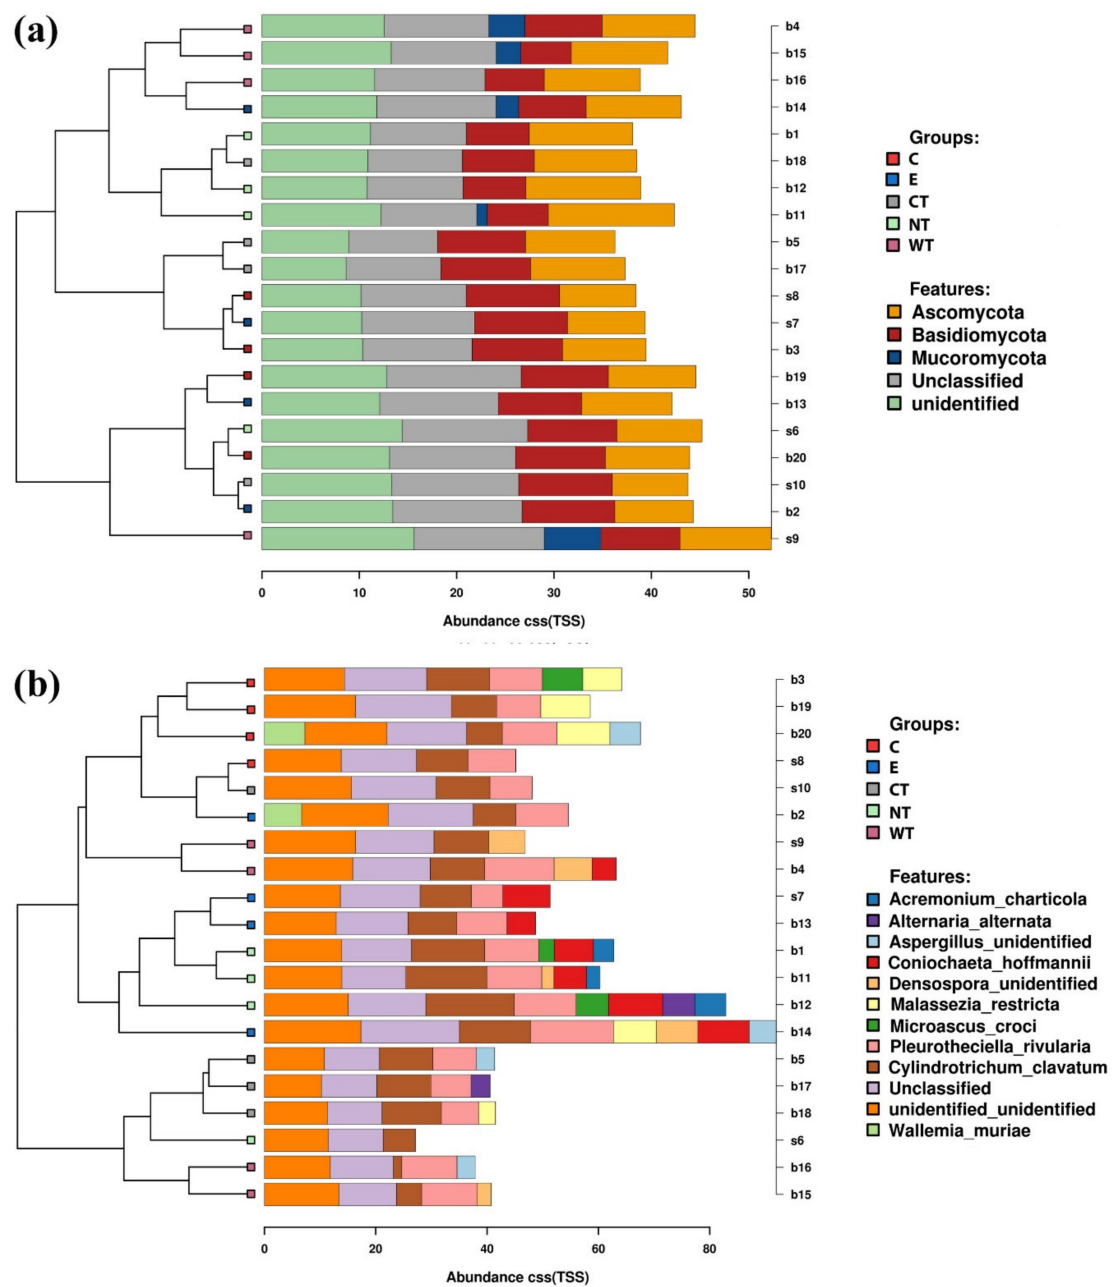 (a)
b4
b15
b16
b14
b1
b18
b12
b11
b5
b17
s8
s7
b3
b19
b13
s6
b20
s10
b2
s9
Groups:
C
E
CT
NT
WT
Features:
Ascomycota
Basidiomycota
Mucoromycota
Unclassified
unidentified
0 10 20 30 40 50
Abundance css(TSS)
(b)
b3
b19
b20
s8
s10
b2
s9
b4
s7
b13
b1
b11
b12
b14
b5
b17
b18
s6
b16
b15
Groups:
C
E
CT
NT
WT
Features:
Acremonium_charticola
Alternaria_alternata
Aspergillus_unidentified
Coniochaeta_hoffmannii
Densospora_unidentified
Malassezia_restricta
Microascus_croci
Pleurotheciella_rivularia
Cylindrotrichum_clavatum
Unclassified
unidentified_unidentified
Wallemia_muriae
0 20 40 60 80
Abundance css(TSS)